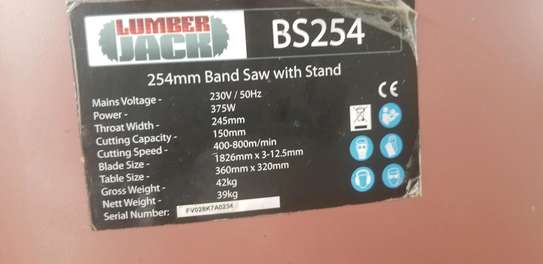 LUMBER
JACK
BS254
254mm Band Saw with Stand
Mains Voltage - 230V / 50Hz
Power - 375W
Throat Width - 245mm
Cutting Capacity - 150mm
Cutting Speed - 400-800m/min
Blade Size - 1826mm x 3-12.5mm
Table Size - 360mm x 320mm
Gross Weight - 42kg
Nett Weight - 39kg
Serial Number: FV028K7A0254
CE